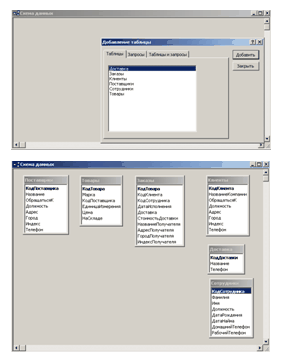 Схема данных
Добавление таблицы
Таблицы
Запросы
Таблицы и запросы
Доставка
Заказы
Клиенты
Поставщики
Сотрудники
Товары
Добавить
Закрыть
Схема данных
Поставщики
КодПоставщика
Название
ОбращатьсяК
Должность
Адрес
Город
Индекс
Телефон
Товары
КодТовара
Марка
КодПоставщика
ЕдиницаИзмерения
Цена
НаСкладе
Заказы
КодТовара
КодКлиента
КодСотрудника
ДатаИсполнения
Доставка
СтоимостьДоставки
НазваниеПолучателя
АдресПолучателя
ГородПолучателя
ИндексПолучателя
Клиенты
КодКлиента
НазваниеКомпании
ОбращатьсяК
Должность
Адрес
Город
Индекс
Телефон
Доставка
КодДоставки
Название
Телефон
Сотрудники
КодСотрудника
Фамилия
Имя
Должность
ДатаРождения
ДатаНайма
ДомашнийТелефон
РабочийТелефон